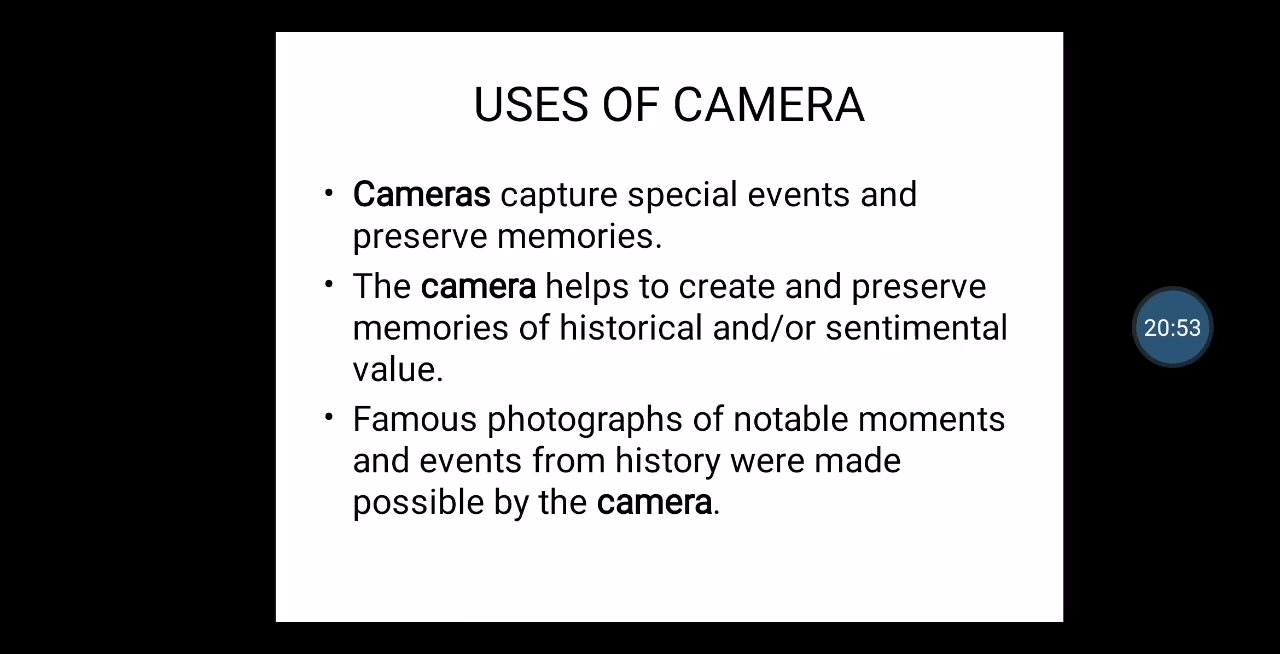 USES OF CAMERA
• Cameras capture special events and
preserve memories.
• The camera helps to create and preserve
memories of historical and/or sentimental
value.
• Famous photographs of notable moments
and events from history were made
possible by the camera.
20:53